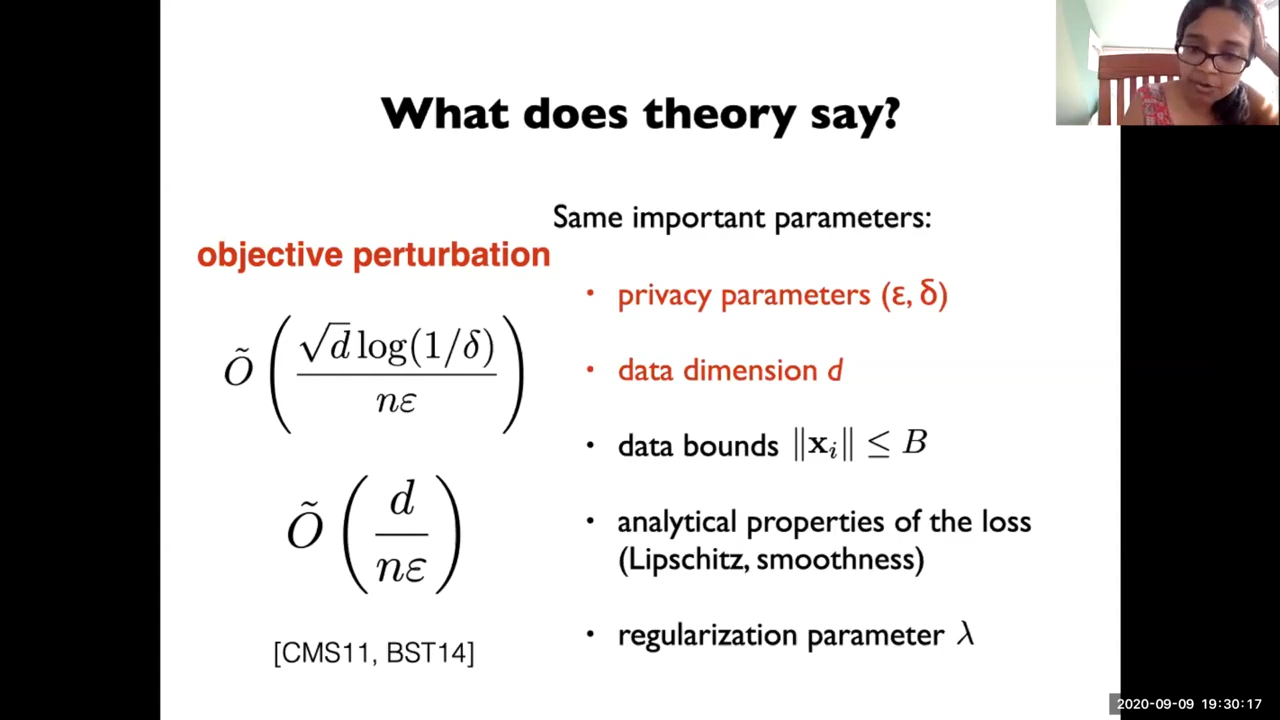 What does theory say?
Same important parameters:
objective perturbation
• privacy parameters (ε, δ)
• data dimension d
• data bounds ‖x_i‖ ≤ B
• analytical properties of the loss
(Lipschitz, smoothness)
• regularization parameter λ
Õ ( √d log(1/δ) / nε )
Õ ( d / nε )
[CMS11, BST14]
2020-09-09 19:30:17